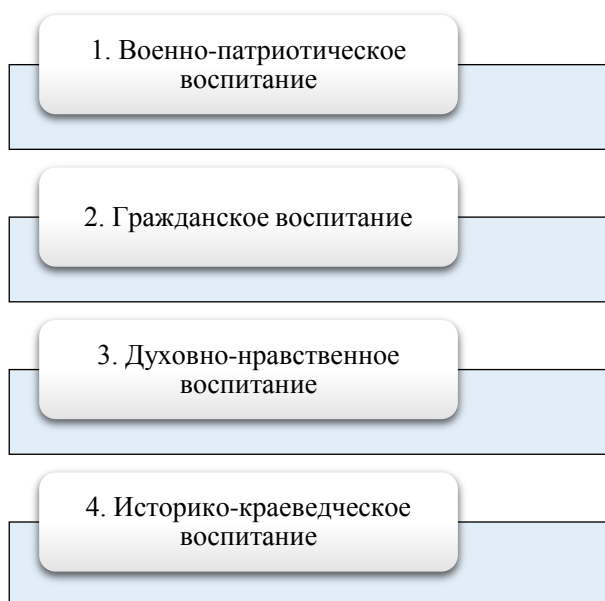 1. Военно-патриотическое
воспитание
2. Гражданское воспитание
3. Духовно-нравственное
воспитание
4. Историко-краеведческое
воспитание